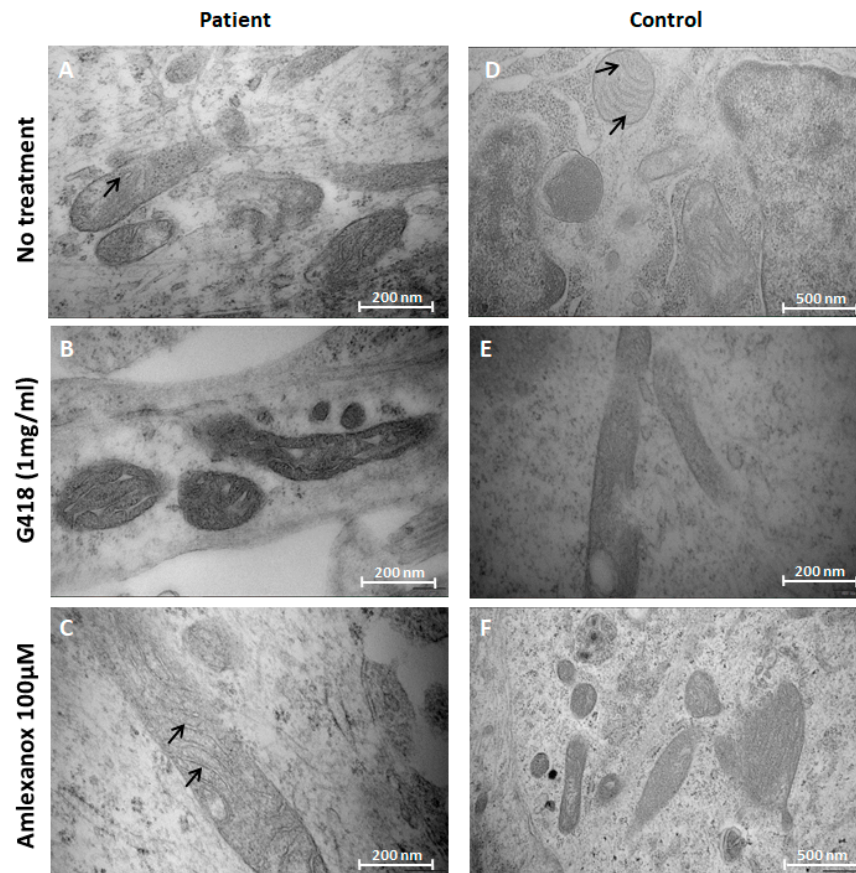 Patient
Control
No treatment
A
200 nm
D
500 nm
G418 (1mg/ml)
B
200 nm
E
200 nm
Amlexanox 100µM
C
200 nm
F
500 nm